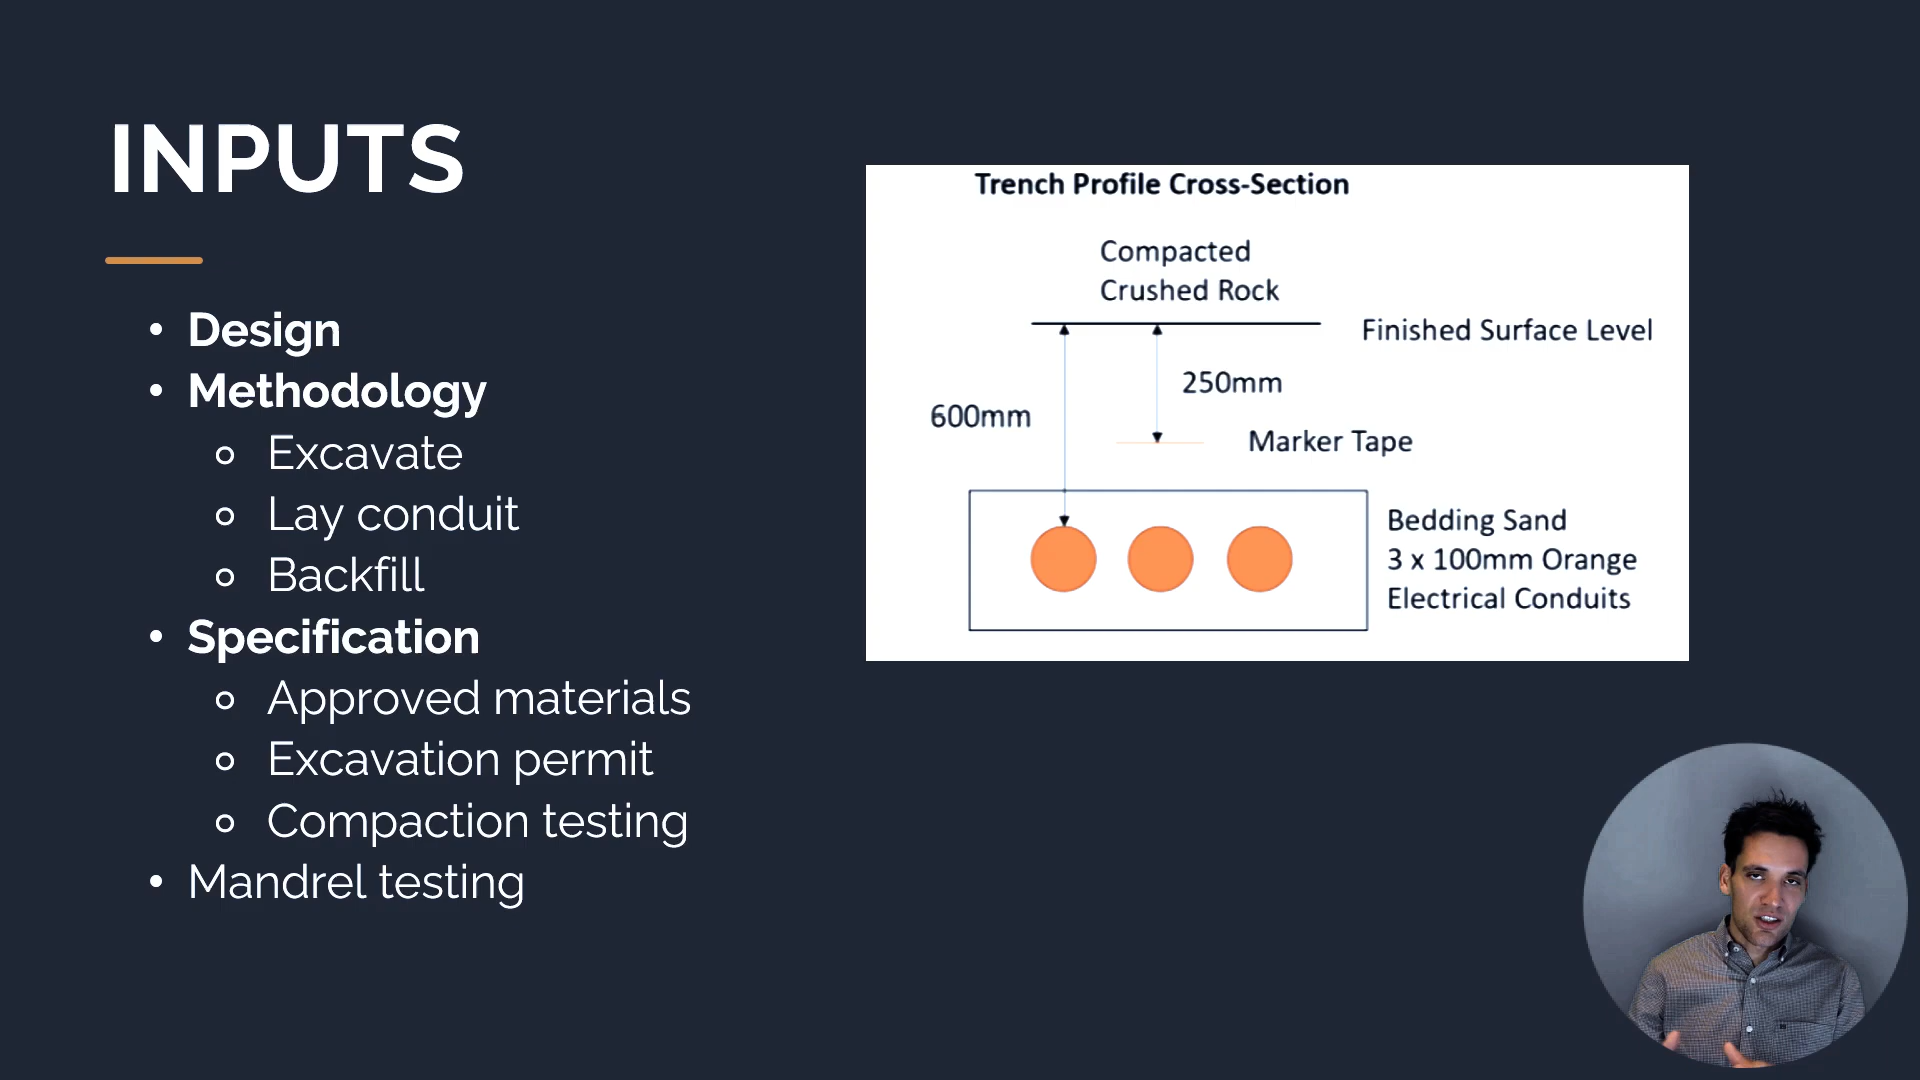 INPUTS
Design
Methodology
Excavate
Lay conduit
Backfill
Specification
Approved materials
Excavation permit
Compaction testing
Mandrel testing
Trench Profile Cross-Section
Compacted
Crushed Rock
Finished Surface Level
250mm
600mm
Marker Tape
Bedding Sand
3 x 100mm Orange
Electrical Conduits